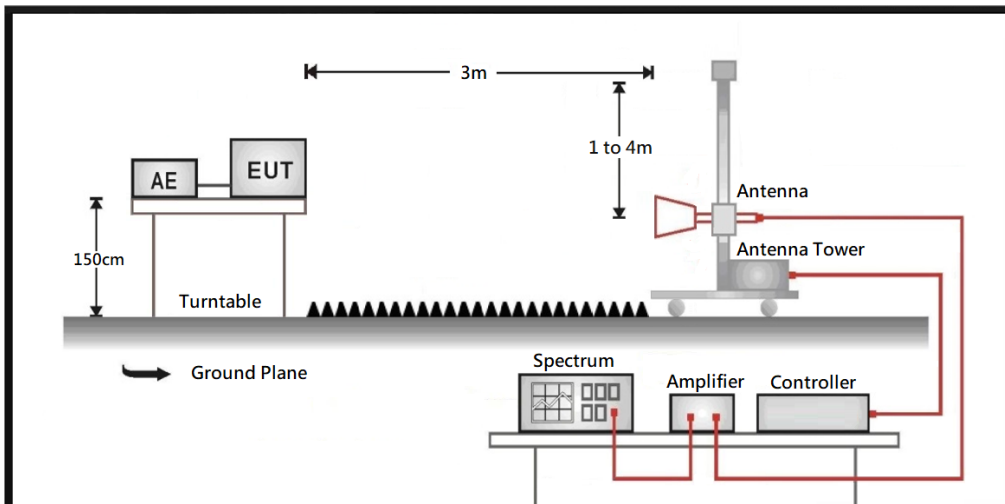 3m
1 to 4m
EUT
AE
Antenna
150cm
Antenna Tower
Turntable
Ground Plane
Spectrum
Amplifier
Controller